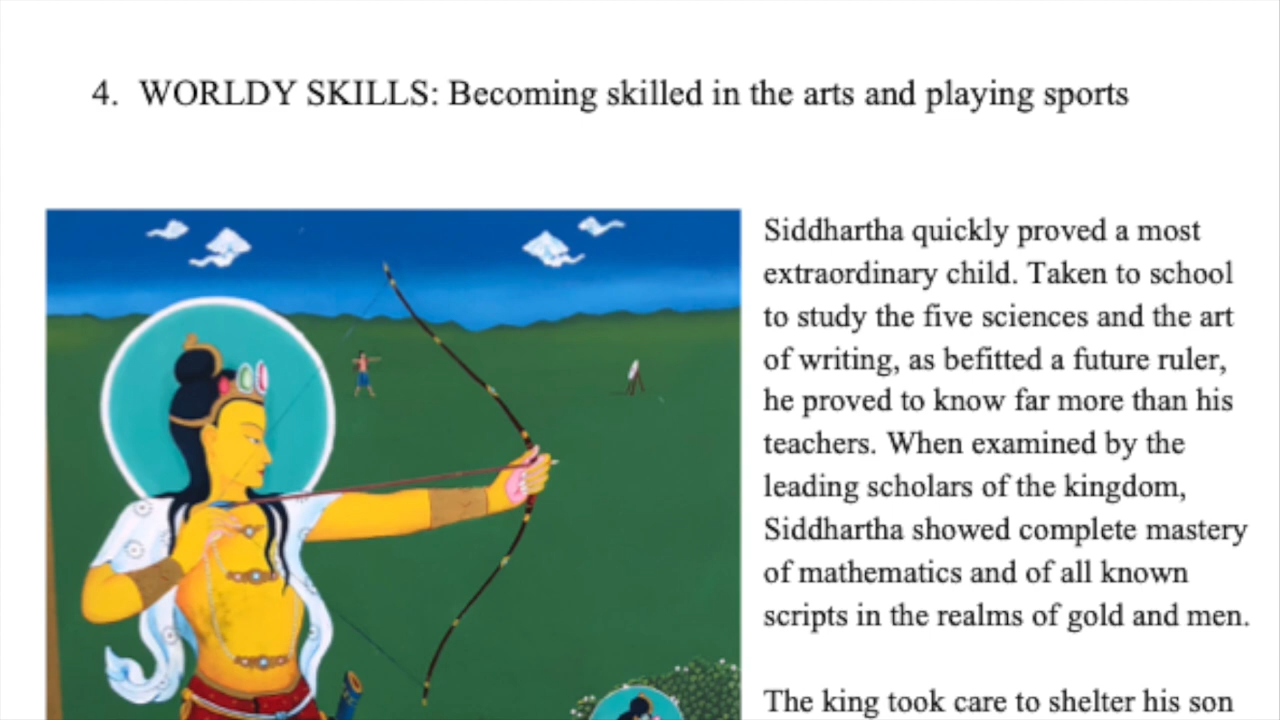 4. WORLDY SKILLS: Becoming skilled in the arts and playing sports
Siddhartha quickly proved a most
extraordinary child. Taken to school
to study the five sciences and the art
of writing, as befitted a future ruler,
he proved to know far more than his
teachers. When examined by the
leading scholars of the kingdom,
Siddhartha showed complete mastery
of mathematics and of all known
scripts in the realms of gold and men.
The king took care to shelter his son